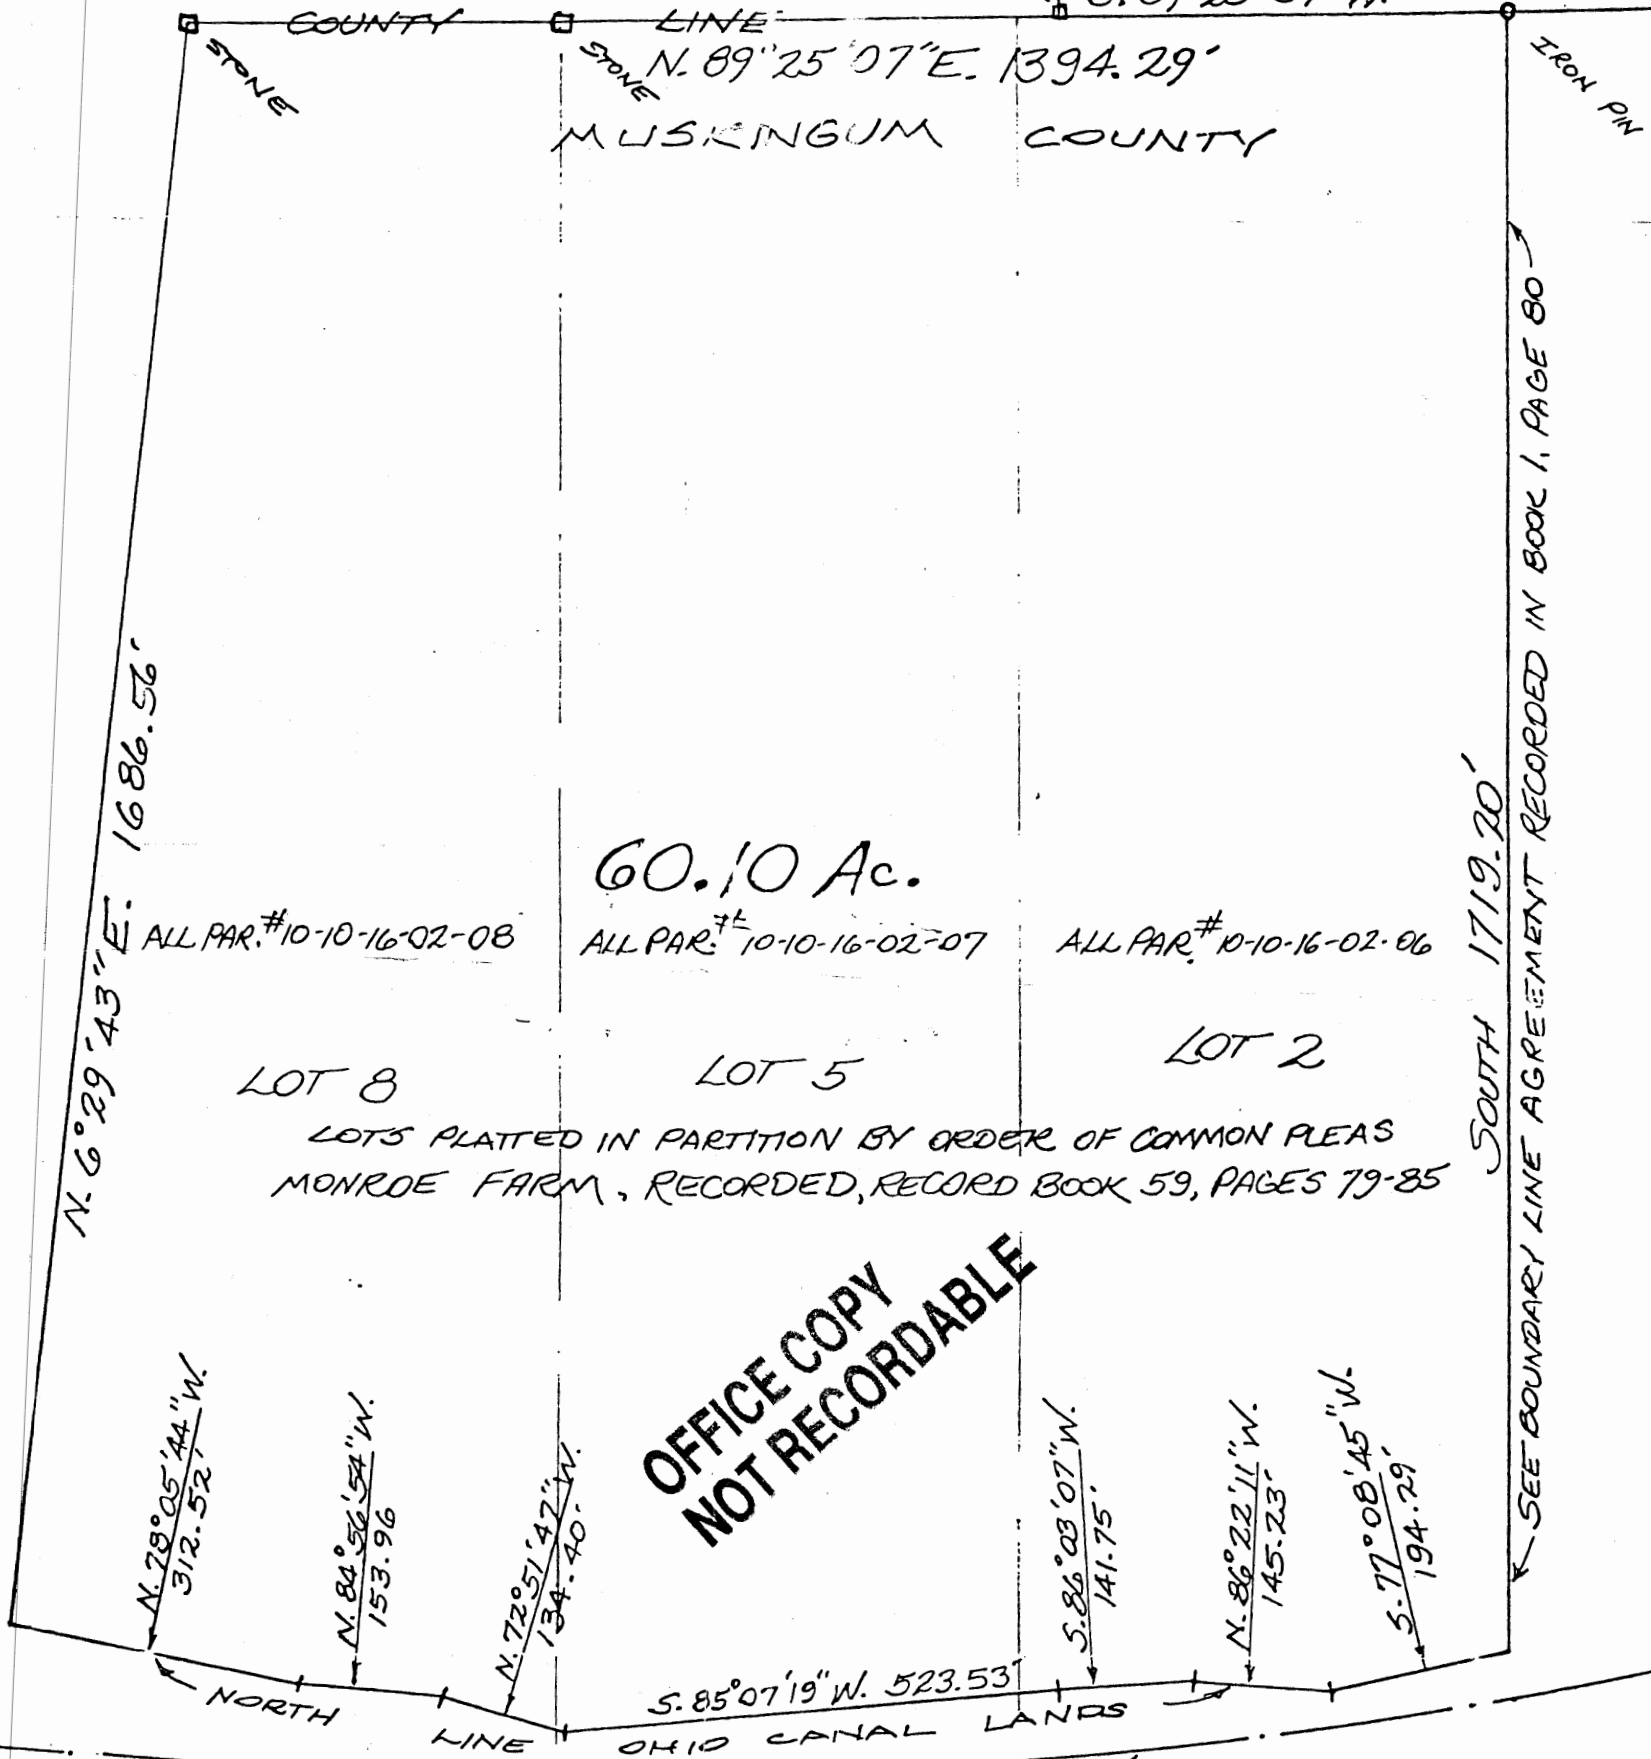 COUNTY LINE
STONE
STONE
N. 89°25'07"E. 1394.29'
IRON PIN
MUSKINGUM COUNTY
N. 6°29'43"E. 1686.56'
60.10 Ac.
ALL PAR.#10-10-16-02-08
ALL PAR.#10-10-16-02-07
ALL PAR.#10-10-16-02-06
LOT 8
LOT 5
LOT 2
LOTS PLATTED IN PARTITION BY ORDER OF COMMON PLEAS
MONROE FARM, RECORDED, RECORD BOOK 59, PAGES 79-85
SOUTH 1719.20'
SEE BOUNDARY LINE AGREEMENT RECORDED IN BOOK 1, PAGE 80
OFFICE COPY
NOT RECORDABLE
N. 78°05'44"W.
312.52'
N. 84°56'54"W.
153.96
N. 72°51'47"W.
134.40'
S. 85°07'19"W. 523.53'
S. 86°03'07"W.
141.75'
N. 86°22'11"W.
145.23'
S. 77°08'45"W.
194.29'
NORTH LINE OHIO CANAL LANDS